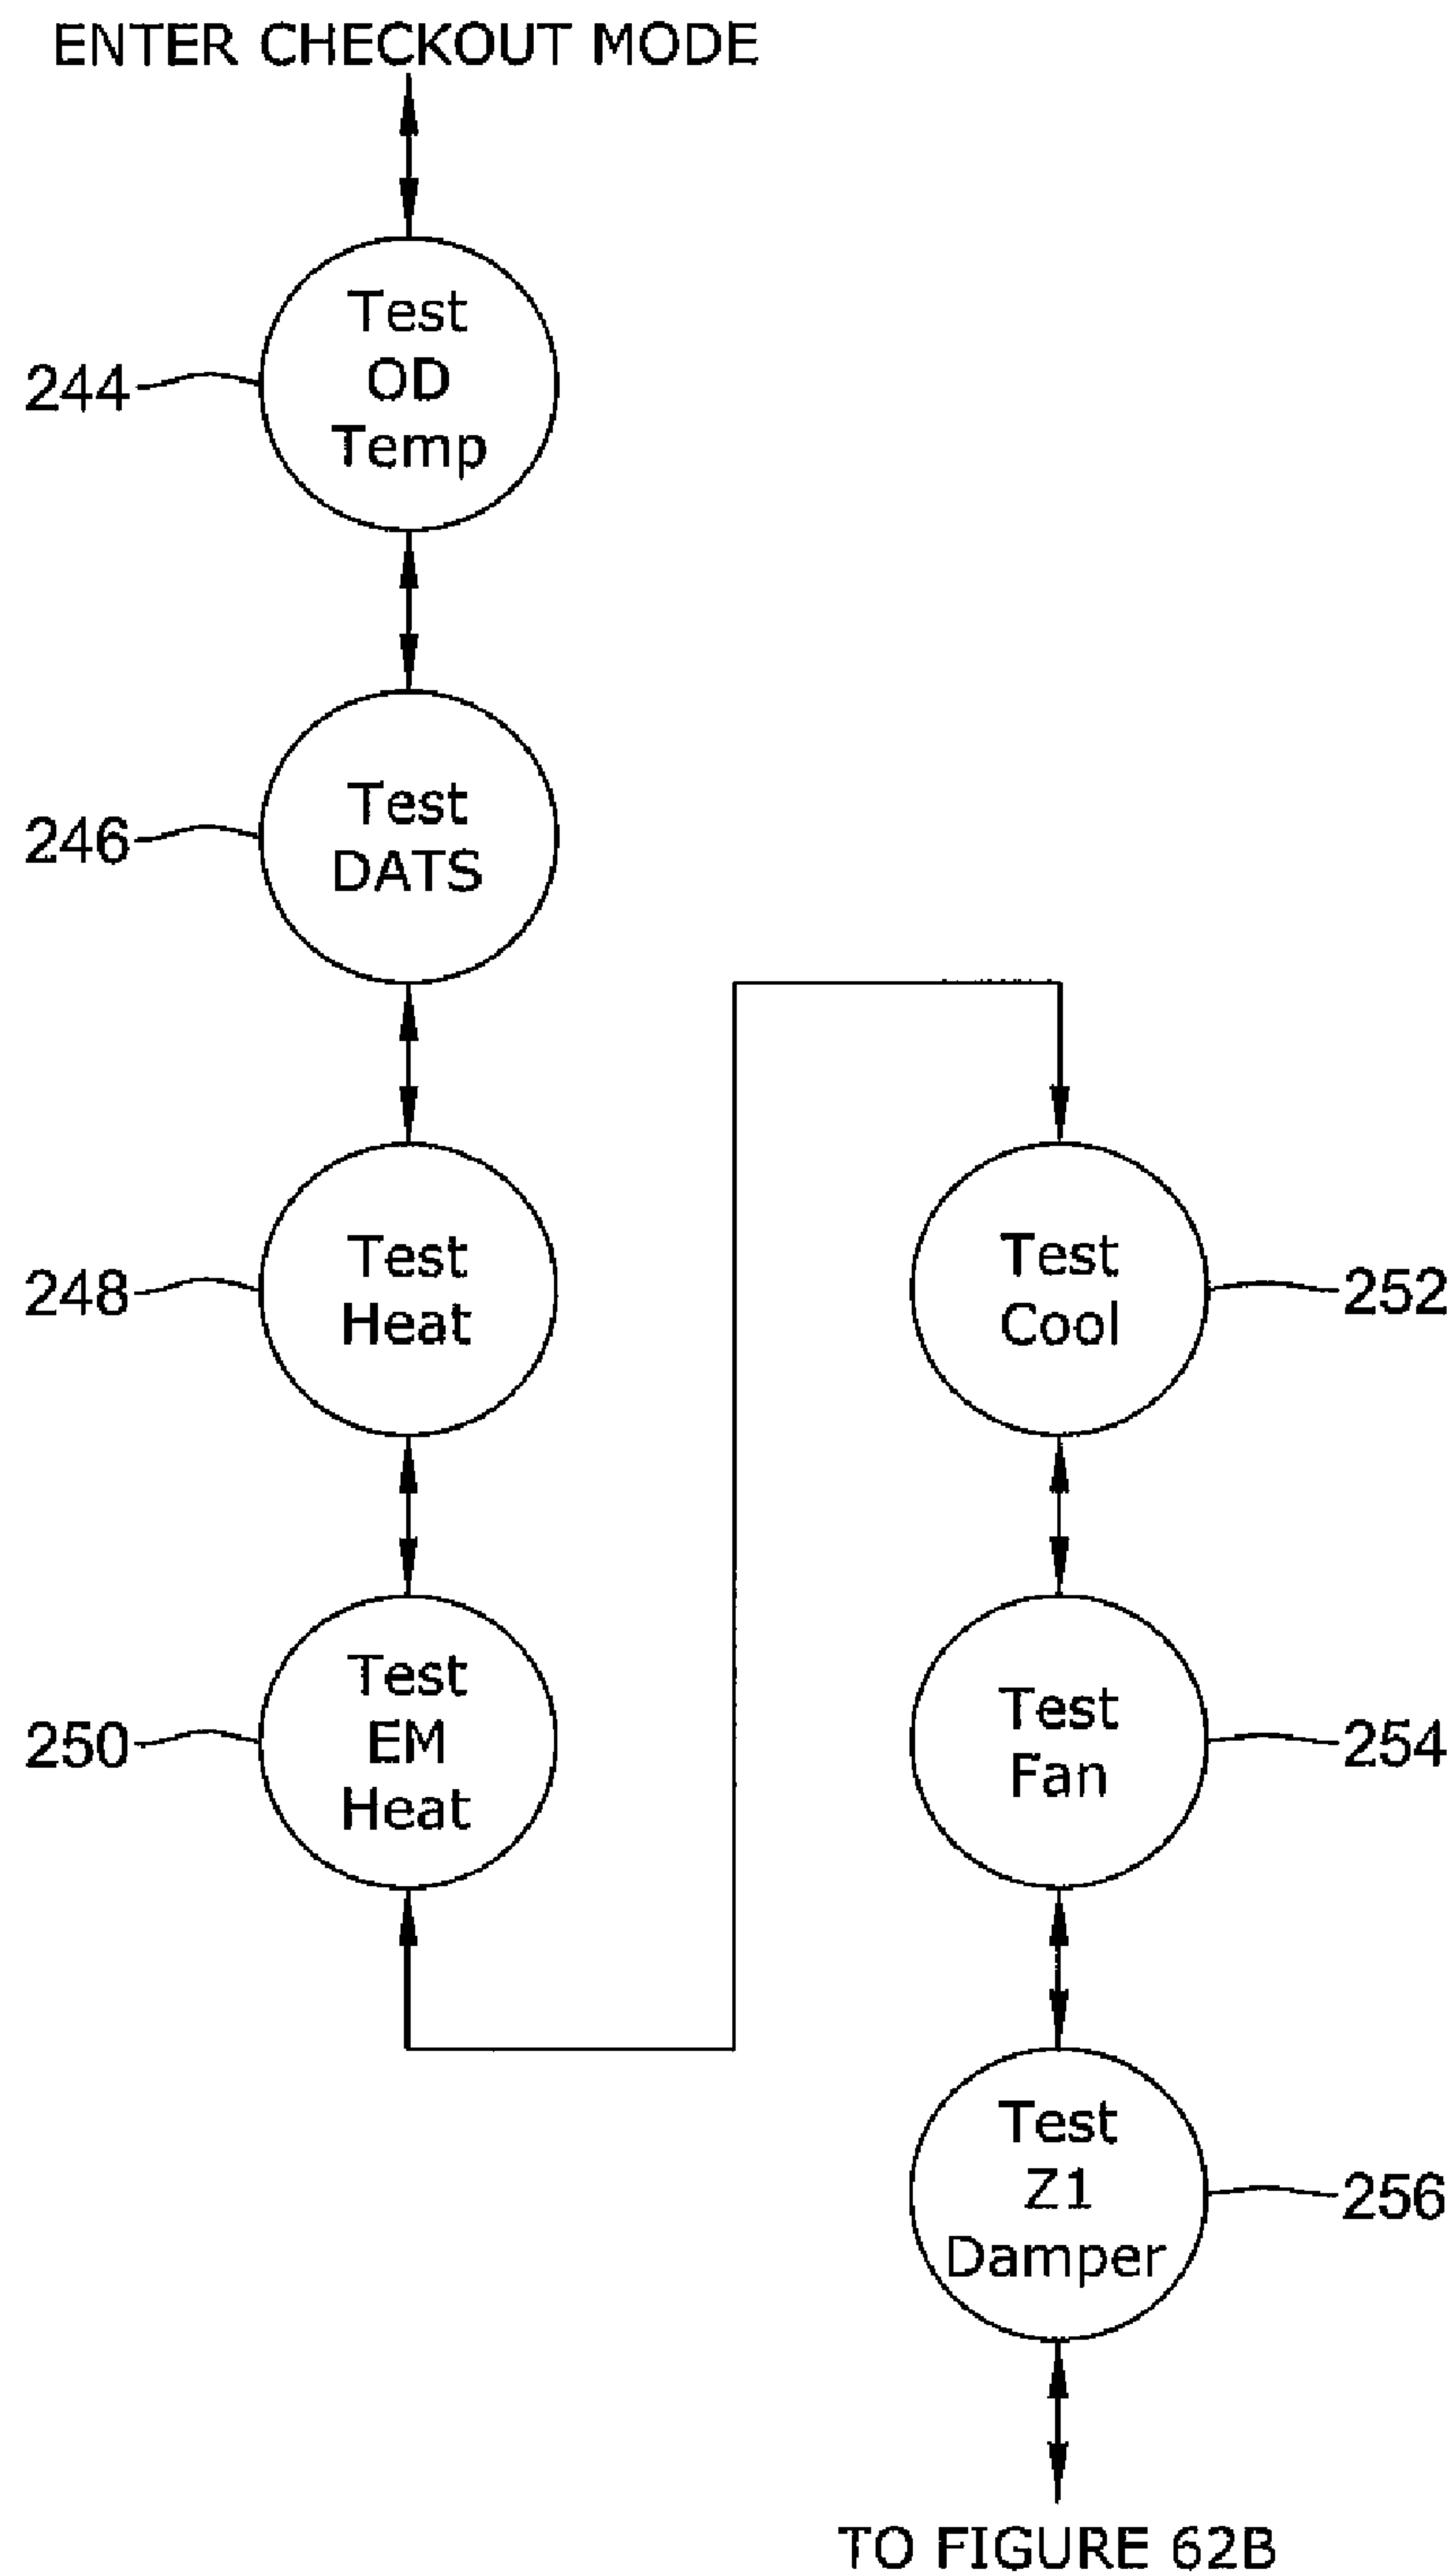 ENTER CHECKOUT MODE
244
Test
OD
Temp
246
Test
DATS
248
Test
Heat
250
Test
EM
Heat
Test
Cool
252
Test
Fan
254
Test
Z1
Damper
256
TO FIGURE 62B